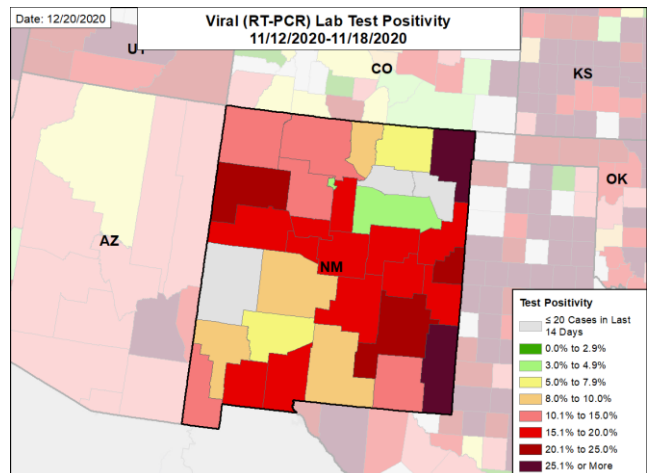 Date: 12/20/2020
Viral (RT-PCR) Lab Test Positivity
11/12/2020-11/18/2020
UT
CO
KS
OK
AZ
NM
Test Positivity
≤ 20 Cases in Last
14 Days
0.0% to 2.9%
3.0% to 4.9%
5.0% to 7.9%
8.0% to 10.0%
10.1% to 15.0%
15.1% to 20.0%
20.1% to 25.0%
25.1% or More